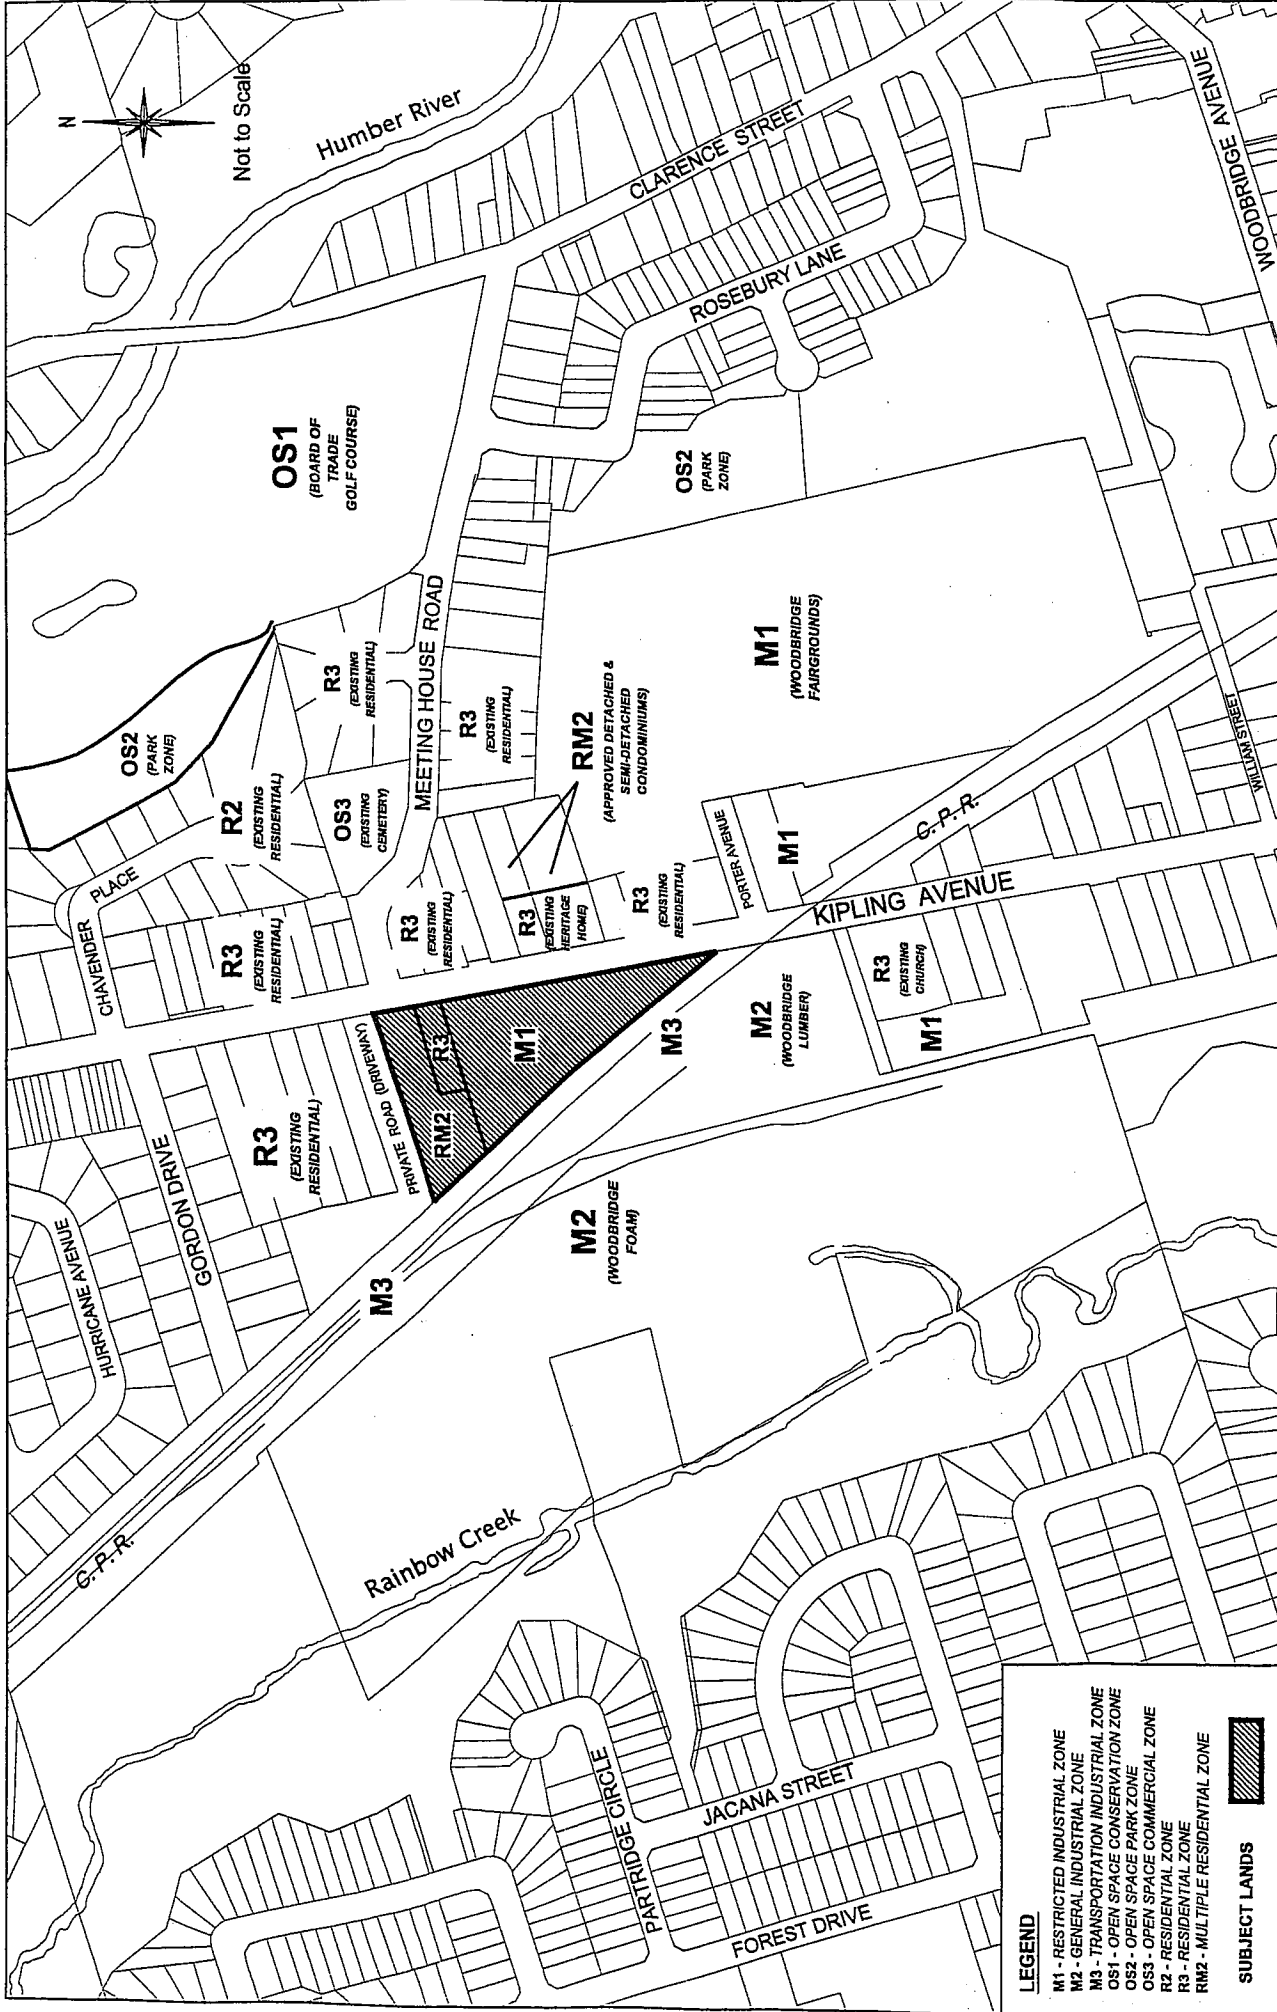 N
Not to Scale
Humber River
CLARENCE STREET
ROSEBURY LANE
WOODBRIDGE AVENUE
OS1
(BOARD OF
TRADE
GOLF COURSE)
OS2
(PARK
ZONE)
OS2
(PARK
ZONE)
R3
(EXISTING
RESIDENTIAL)
MEETING HOUSE ROAD
R3
(EXISTING
RESIDENTIAL)
RM2
(APPROVED DETACHED &
SEMI-DETACHED
CONDOMINIUMS)
M1
(WOODBRIDGE
FAIRGROUNDS)
R2
(EXISTING
RESIDENTIAL)
OS3
(EXISTING
CEMETERY)
CHAVENDER
PLACE
R3
(EXISTING
RESIDENTIAL)
R3
(EXISTING
RESIDENTIAL)
R3
(EXISTING
HERITAGE
HOME)
R3
(EXISTING
RESIDENTIAL)
PORTER AVENUE
M1
C. P. R.
KIPLING AVENUE
WILLIAM STREET
R3
(EXISTING
CHURCH)
M1
M2
(WOODBRIDGE
LUMBER)
M3
M1
R3
RM2
PRIVATE ROAD (DRIVEWAY)
R3
(EXISTING
RESIDENTIAL)
GORDON DRIVE
HURRICANE AVENUE
M3
M2
(WOODBRIDGE
FOAM)
C. P. R.
Rainbow Creek
PARTRIDGE CIRCLE
JACANA STREET
FOREST DRIVE
LEGEND
M1 - RESTRICTED INDUSTRIAL ZONE
M2 - GENERAL INDUSTRIAL ZONE
M3 - TRANSPORTATION INDUSTRIAL ZONE
OS1 - OPEN SPACE CONSERVATION ZONE
OS2 - OPEN SPACE PARK ZONE
OS3 - OPEN SPACE COMMERCIAL ZONE
R2 - RESIDENTIAL ZONE
R3 - RESIDENTIAL ZONE
RM2 - MULTIPLE RESIDENTIAL ZONE
SUBJECT LANDS